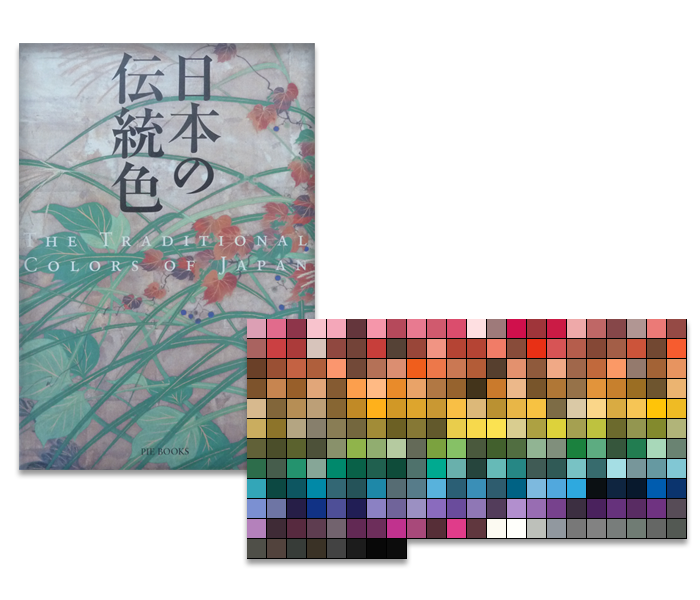 日本の
伝統色
THE TRADITIONAL
COLORS OF JAPAN
PIE BOOKS